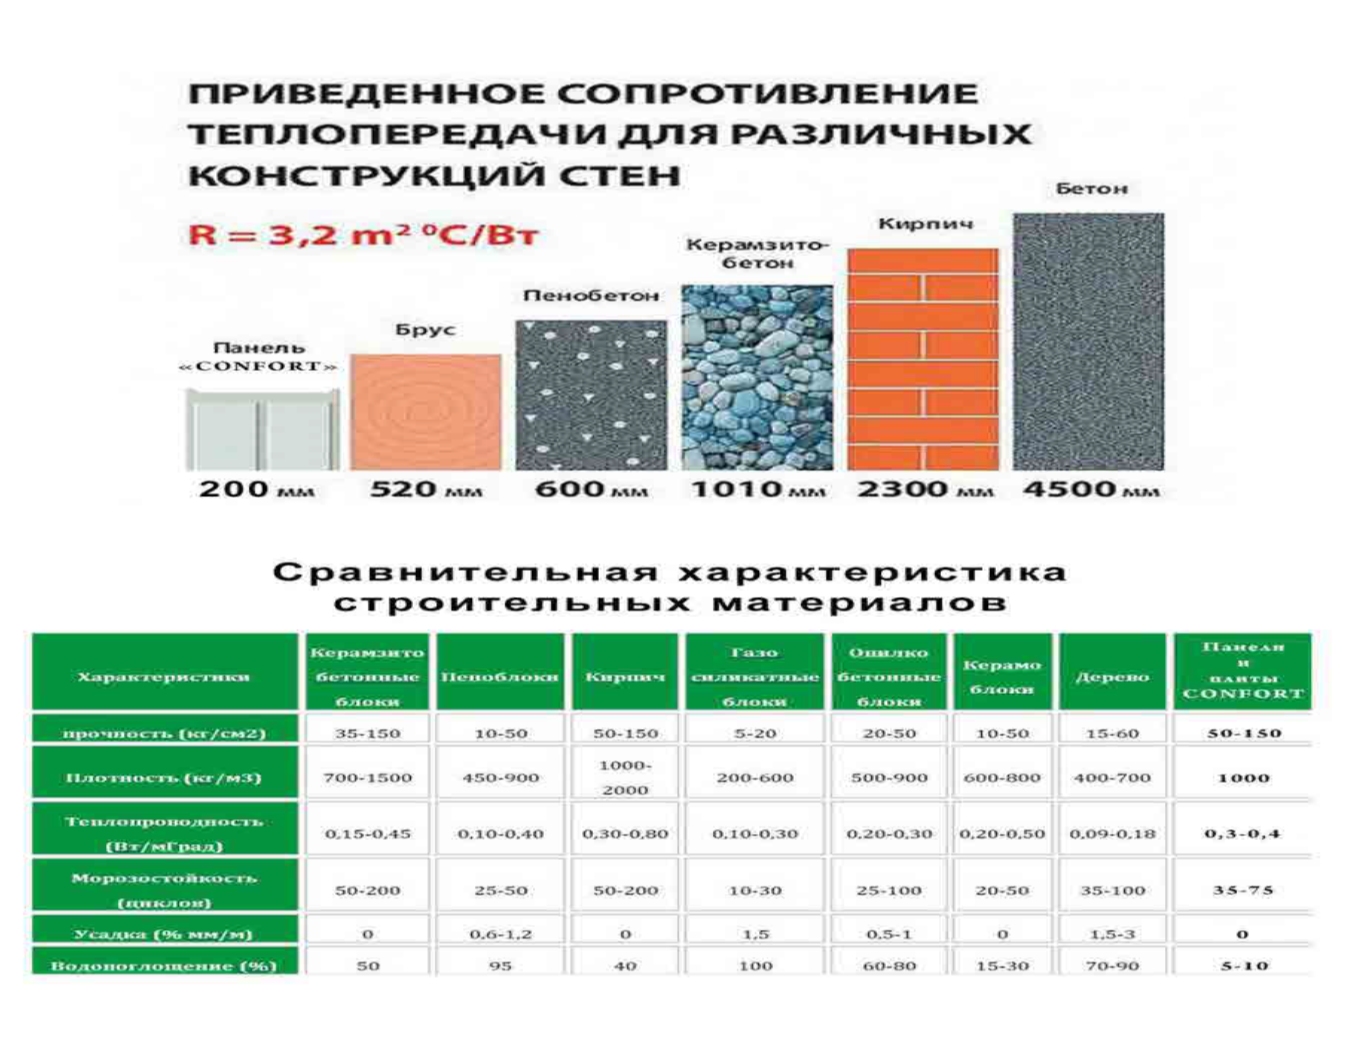 ПРИВЕДЕННОЕ СОПРОТИВЛЕНИЕ
ТЕПЛОПЕРЕДАЧИ ДЛЯ РАЗЛИЧНЫХ
КОНСТРУКЦИЙ СТЕН
R = 3,2 m² ⁰C/Вт
Панель
«CONFORT»
Брус
Пенобетон
Керамзито-
бетон
Кирпич
Бетон
200 мм 520 мм 600 мм 1010 мм 2300 мм 4500 мм
Сравнительная характеристика
строительных материалов
Характеристики
Керамзито
бетонные
блоки
Пеноблоки
Кирпич
Газо
силикатные
блоки
Опилко
бетонные
блоки
Керамо
блоки
Дерево
Панели
и
плиты
CONFORT
прочность (кг/см2) 35-150 10-50 50-150 5-20 20-50 10-50 15-60 50-150
Плотность (кг/м3) 700-1500 450-900 1000-
2000 200-600 500-900 600-800 400-700 1000
Теплопроводность
(Вт/мГрад) 0,15-0,45 0,10-0,40 0,30-0,80 0,10-0,30 0,20-0,30 0,20-0,50 0,09-0,18 0,3-0,4
Морозостойкость
(циклов) 50-200 25-50 50-200 10-30 25-100 20-50 35-100 35-75
Усадка (% мм/м) 0 0,6-1,2 0 1,5 0,5-1 0 1,5-3 0
Водопоглощение (%) 50 95 40 100 60-80 15-30 70-90 5-10